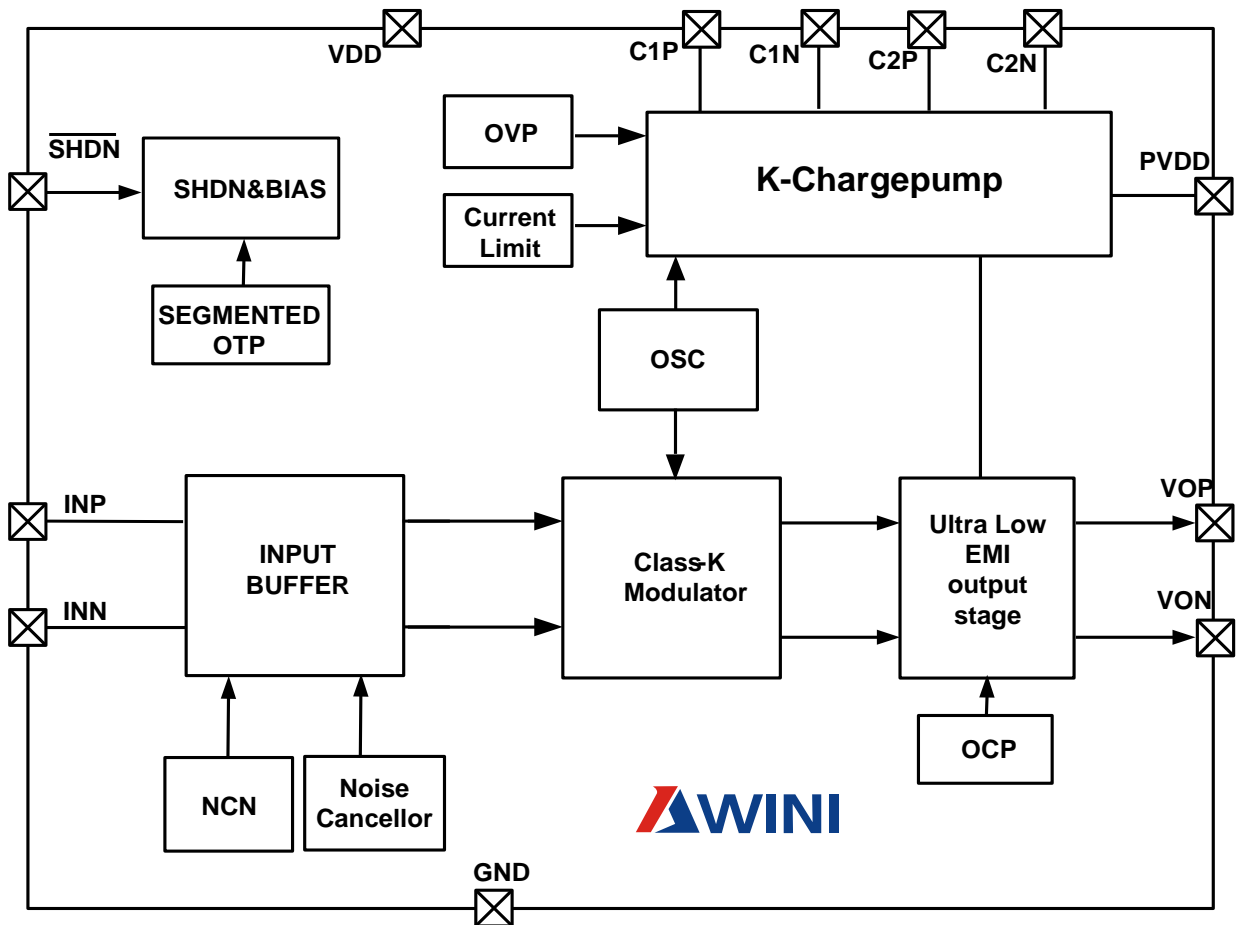 VDD
C1P
C1N
C2P
C2N
SHDN
PVDD
OVP
K-Chargepump
SHDN&BIAS
Current
Limit
SEGMENTED
OTP
OSC
INP
INN
INPUT
BUFFER
Class-K
Modulator
Ultra Low
EMI
output
stage
VOP
VON
NCN
Noise
Cancellor
OCP
AWINI
GND